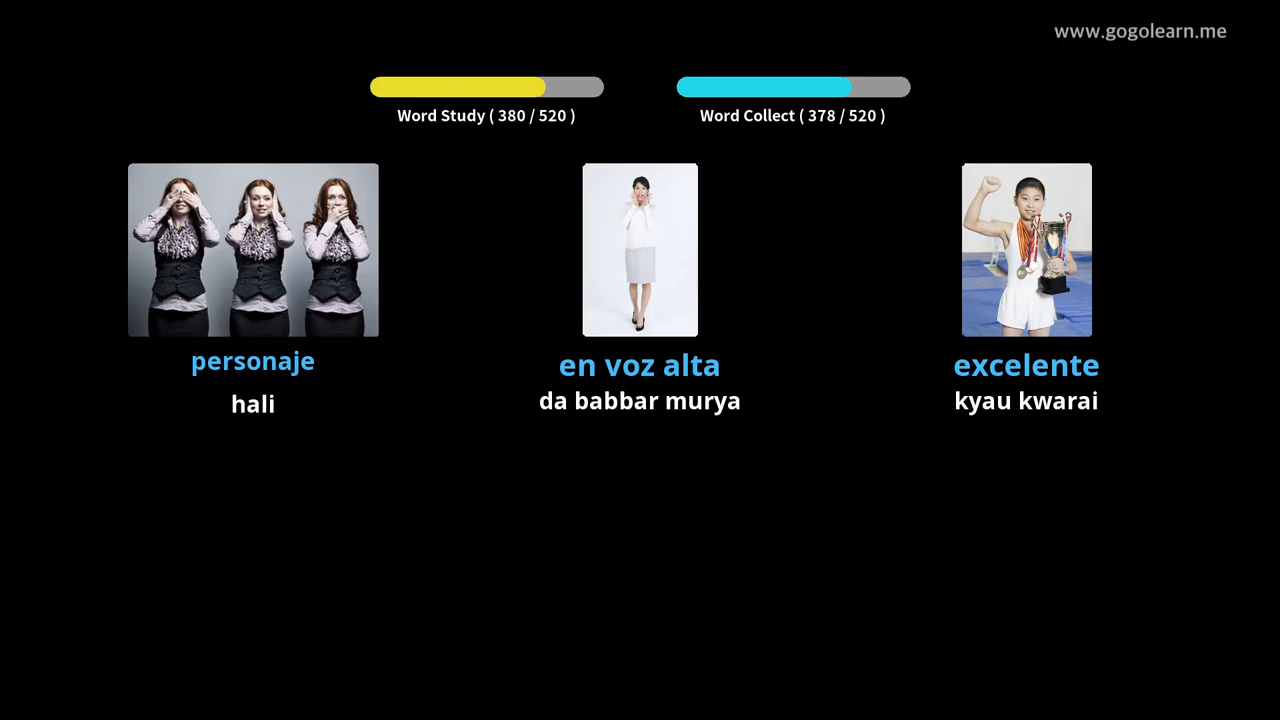 www.gogolearn.me
Word Study ( 380 / 520 )
Word Collect ( 378 / 520 )
personaje
hali
en voz alta
da babbar murya
excelente
kyau kwarai